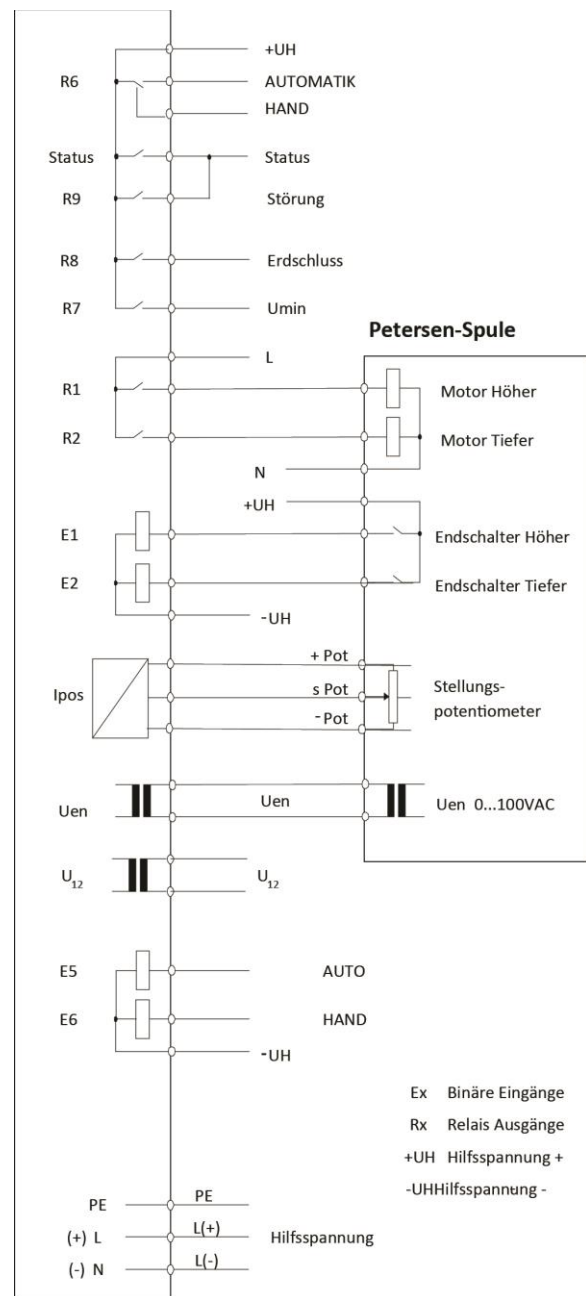 +UH
R6
AUTOMATIK
HAND
Status
Status
R9
Störung
R8
Erdschluss
R7
Umin
Petersen-Spule
L
R1
Motor Höher
R2
Motor Tiefer
N
+UH
E1
Endschalter Höher
E2
Endschalter Tiefer
-UH
+ Pot
Ipos
s Pot
Stellungs-
potentiometer
- Pot
Uen
Uen
Uen 0...100VAC
U12
U12
E5
AUTO
E6
HAND
-UH
Ex Binäre Eingänge
Rx Relais Ausgänge
+UH Hilfsspannung +
-UHHilfsspannung -
PE
PE
(+) L
L(+)
Hilfsspannung
(-) N
L(-)